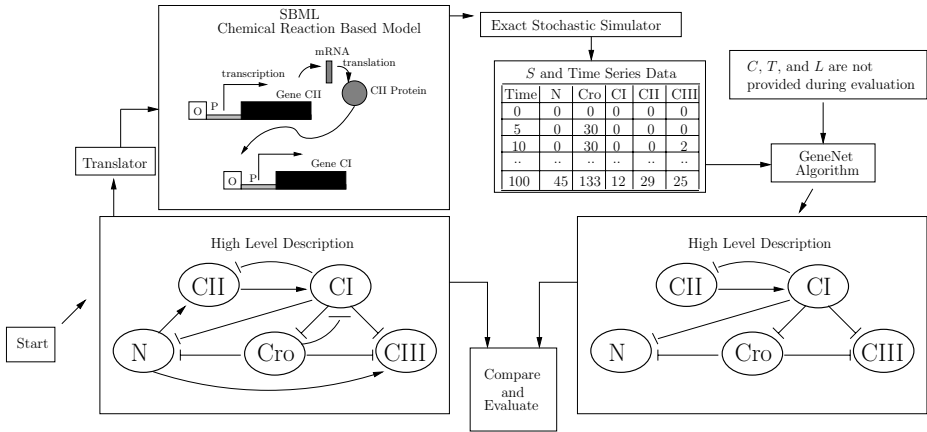 SBML
Chemical Reaction Based Model
mRNA
transcription
translation
Gene CII
CII Protein
O
P
Gene CI
O
P
Exact Stochastic Simulator
S and Time Series Data
Time N Cro CI CII CIII
0 0 0 0 0 0
5 0 30 0 0 0
10 0 30 0 0 2
.. .. .. .. .. ..
100 45 133 12 29 25
C, T, and L are not
provided during evaluation
GeneNet
Algorithm
Translator
High Level Description
CII
CI
N
Cro
CIII
Start
Compare
and
Evaluate
High Level Description
CII
CI
N
Cro
CIII